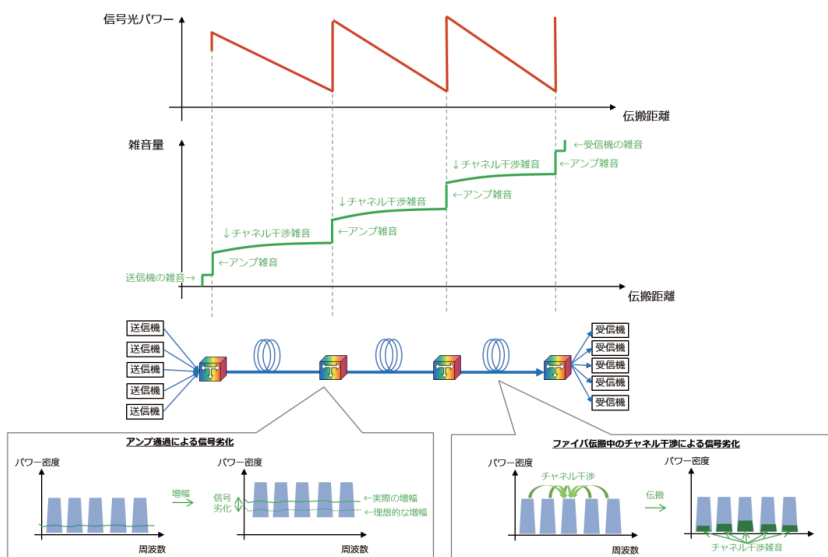 信号光パワー
伝搬距離
雑音量
←受信機の雑音
↓チャネル干渉雑音
←アンプ雑音
↓チャネル干渉雑音
←アンプ雑音
↓チャネル干渉雑音
←アンプ雑音
←アンプ雑音
送信機の雑音→
伝搬距離
送信機
送信機
送信機
送信機
送信機
受信機
受信機
受信機
受信機
受信機
アンプ通過による信号劣化
パワー密度
増幅
周波数
パワー密度
信号
劣化
←実際の増幅
←理想的な増幅
周波数
ファイバ伝搬中のチャネル干渉による信号劣化
パワー密度
チャネル干渉
周波数
伝搬
パワー密度
周波数
チャネル干渉雑音